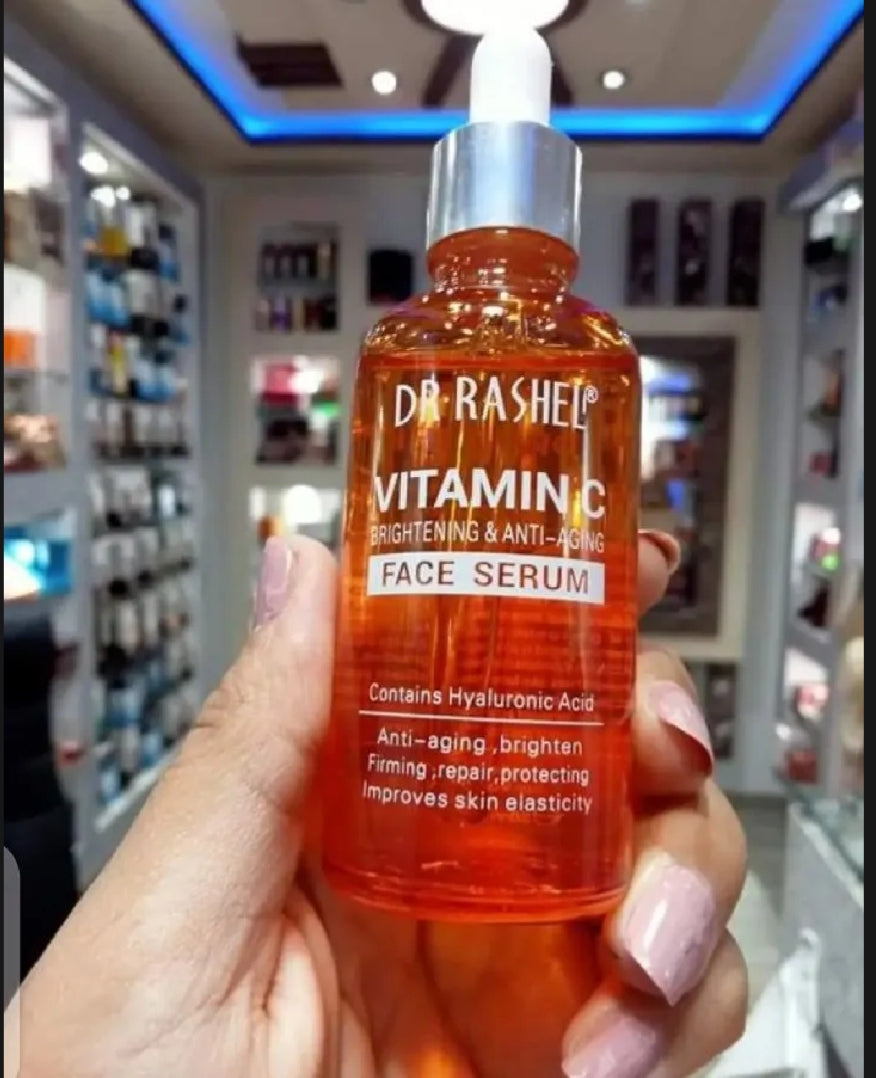 DR·RASHEL®
VITAMIN C
BRIGHTENING & ANTI-AGING
FACE SERUM
Contains Hyaluronic Acid
Anti-aging ,brighten
Firming ,repair,protecting
Improves skin elasticity